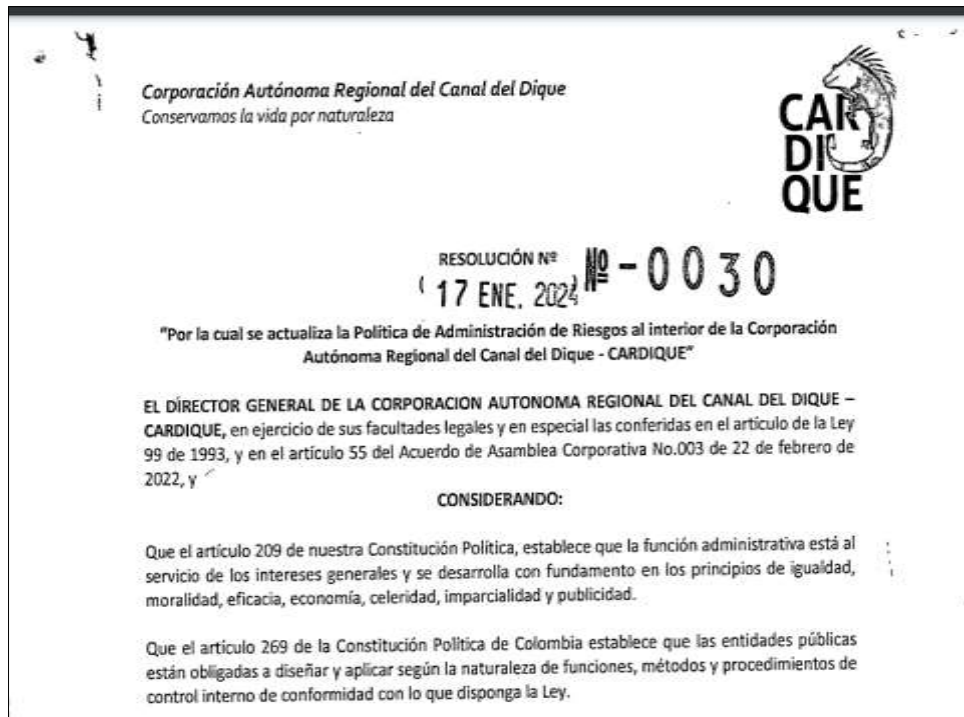 Corporación Autónoma Regional del Canal del Dique
Conservamos la vida por naturaleza
CAR
DI
QUE
RESOLUCIÓN Nº Nº - 0030
( 17 ENE. 2024 )
"Por la cual se actualiza la Política de Administración de Riesgos al interior de la Corporación
Autónoma Regional del Canal del Dique - CARDIQUE"
EL DIRECTOR GENERAL DE LA CORPORACION AUTONOMA REGIONAL DEL CANAL DEL DIQUE –
CARDIQUE, en ejercicio de sus facultades legales y en especial las conferidas en el artículo de la Ley
99 de 1993, y en el artículo 55 del Acuerdo de Asamblea Corporativa No.003 de 22 de febrero de
2022, y
CONSIDERANDO:
Que el artículo 209 de nuestra Constitución Política, establece que la función administrativa está al
servicio de los intereses generales y se desarrolla con fundamento en los principios de igualdad,
moralidad, eficacia, economía, celeridad, imparcialidad y publicidad.
Que el artículo 269 de la Constitución Política de Colombia establece que las entidades públicas
están obligadas a diseñar y aplicar según la naturaleza de funciones, métodos y procedimientos de
control interno de conformidad con lo que disponga la Ley.